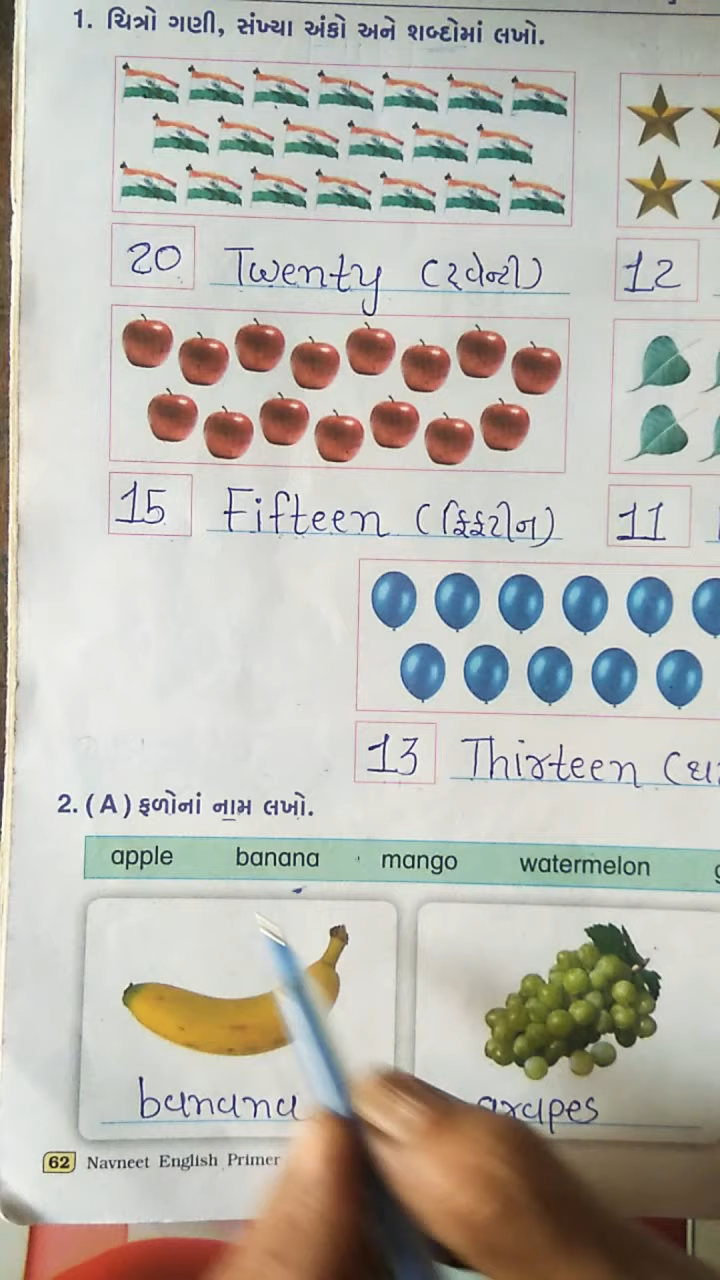 1. ચિત્રો ગણી, સંખ્યા અંકો અને શબ્દોમાં લખો.
20 Twenty (ટ્વેન્ટી) 12
15 Fifteen (ફિફ્ટીન) 11
13 Thirteen
2. (A) ફળોનાં નામ લખો.
apple banana mango watermelon
banana grapes
62 Navneet English Primer